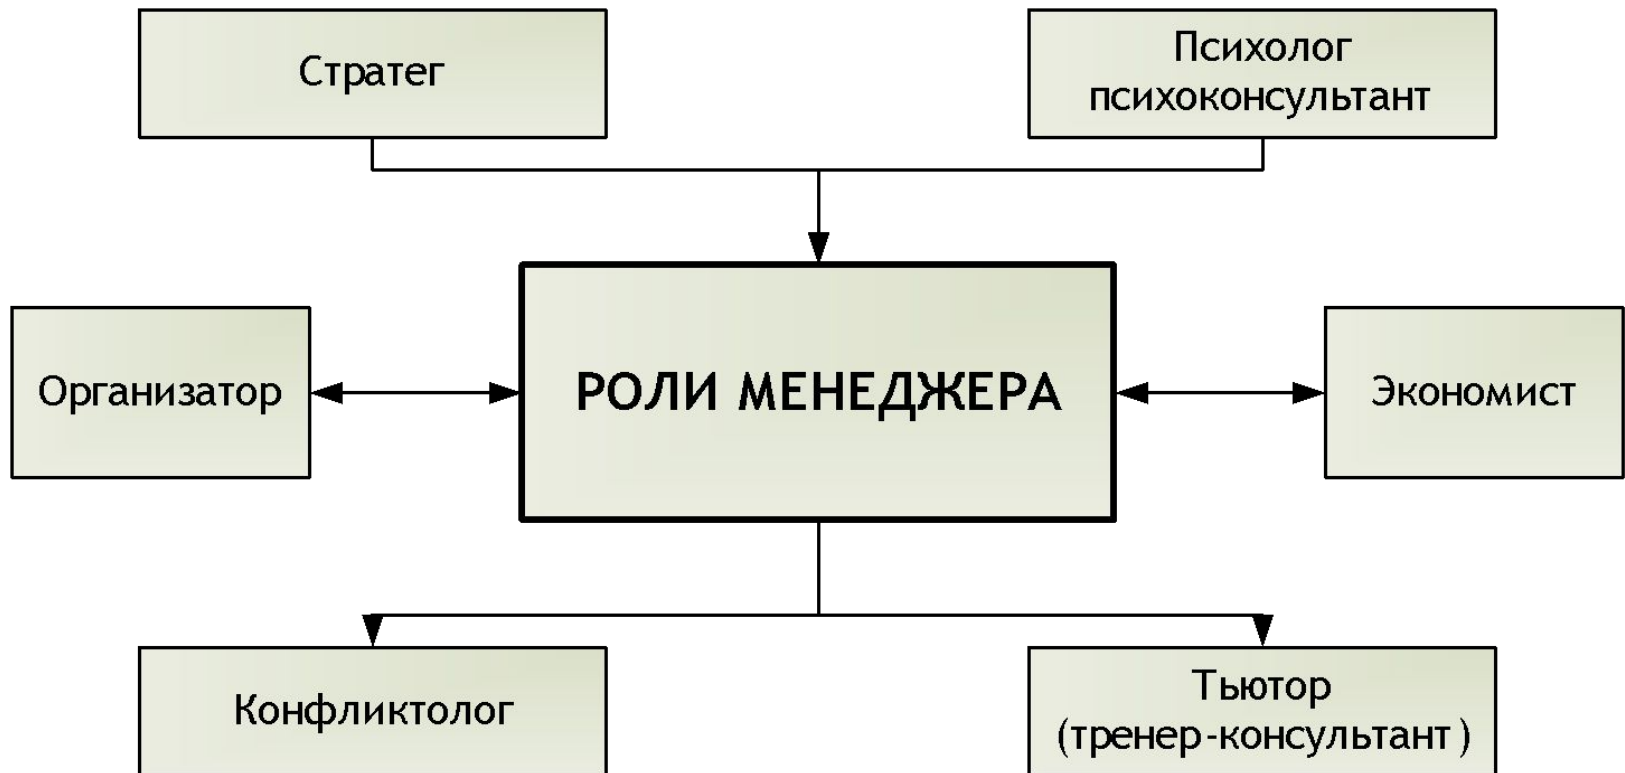 Стратег
Психолог
психоконсультант
Организатор
РОЛИ МЕНЕДЖЕРА
Экономист
Конфликтолог
Тьютор
(тренер-консультант)